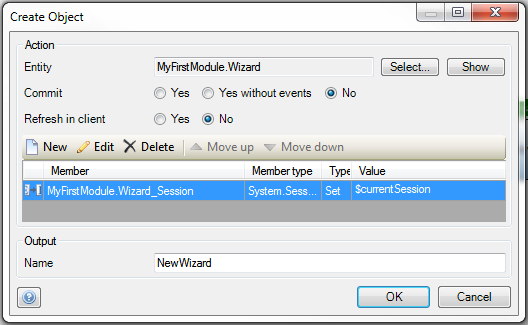 Create Object
Action
Entity MyFirstModule.Wizard Select... Show
Commit Yes Yes without events No
Refresh in client Yes No
New Edit Delete Move up Move down
Member Member type Type Value
MyFirstModule.Wizard_Session System.Sess... Set $currentSession
Output
Name NewWizard
OK Cancel